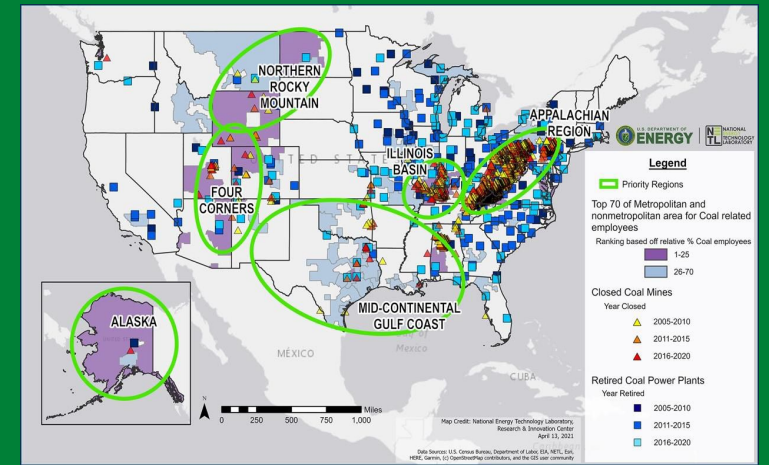 NORTHERN
ROCKY
MOUNTAIN
UNITED STATES
APPALACHIAN
REGION
ILLINOIS
BASIN
FOUR
CORNERS
MID-CONTINENTAL
GULF COAST
ALASKA
MÉXICO
Mexico
CUBA
N
0 250 500 750 1,000
Miles
Map Credit: National Energy Technology Laboratory,
Research & Innovation Center
April 13, 2021
Data Sources: U.S. Census Bureau, Department of Labor, EIA, NETL, Esri,
HERE, Garmin, (c) OpenStreetMap contributors, and the GIS user community
U.S. DEPARTMENT OF
ENERGY
NETL
NATIONAL
ENERGY
TECHNOLOGY
LABORATORY
Legend
Priority Regions
Top 70 of Metropolitan and
nonmetropolitan area for Coal related
employees
Ranking based off relative % Coal employees
1-25
26-70
Closed Coal Mines
Year Closed
2005-2010
2011-2015
2016-2020
Retired Coal Power Plants
Year Retired
2005-2010
2011-2015
2016-2020